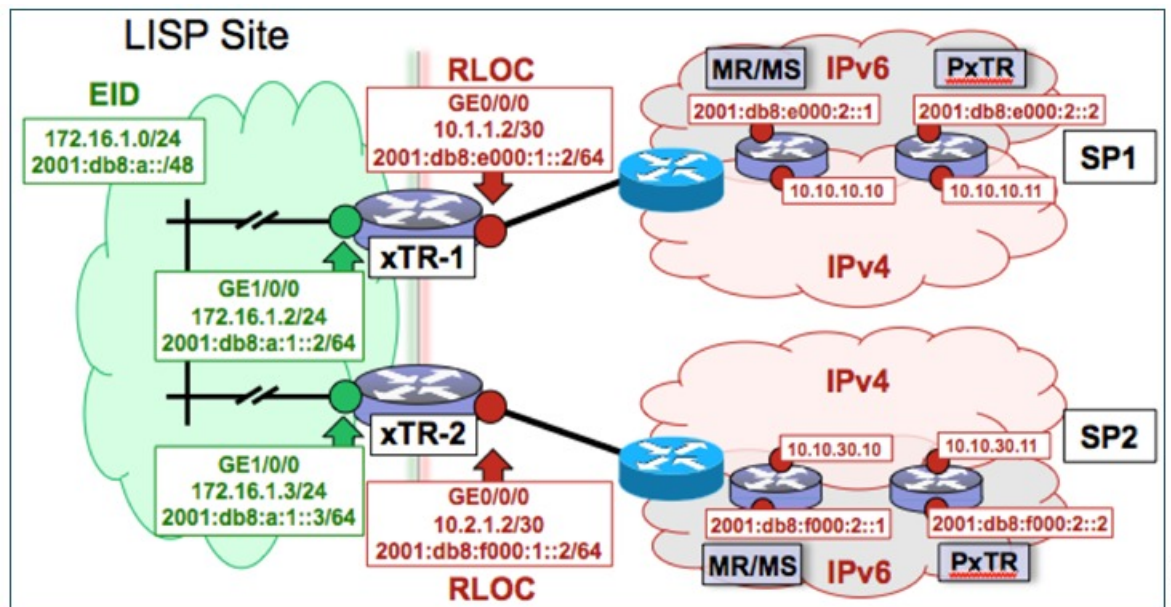 LISP Site
EID
172.16.1.0/24
2001:db8:a::/48
RLOC
GE0/0/0
10.1.1.2/30
2001:db8:e000:1::2/64
MR/MS
IPv6
PxTR
2001:db8:e000:2::1
2001:db8:e000:2::2
SP1
10.10.10.10
10.10.10.11
xTR-1
IPv4
GE1/0/0
172.16.1.2/24
2001:db8:a:1::2/64
IPv4
xTR-2
SP2
10.10.30.10
10.10.30.11
GE1/0/0
172.16.1.3/24
2001:db8:a:1::3/64
GE0/0/0
10.2.1.2/30
2001:db8:f000:1::2/64
RLOC
2001:db8:f000:2::1
2001:db8:f000:2::2
MR/MS
IPv6
PxTR